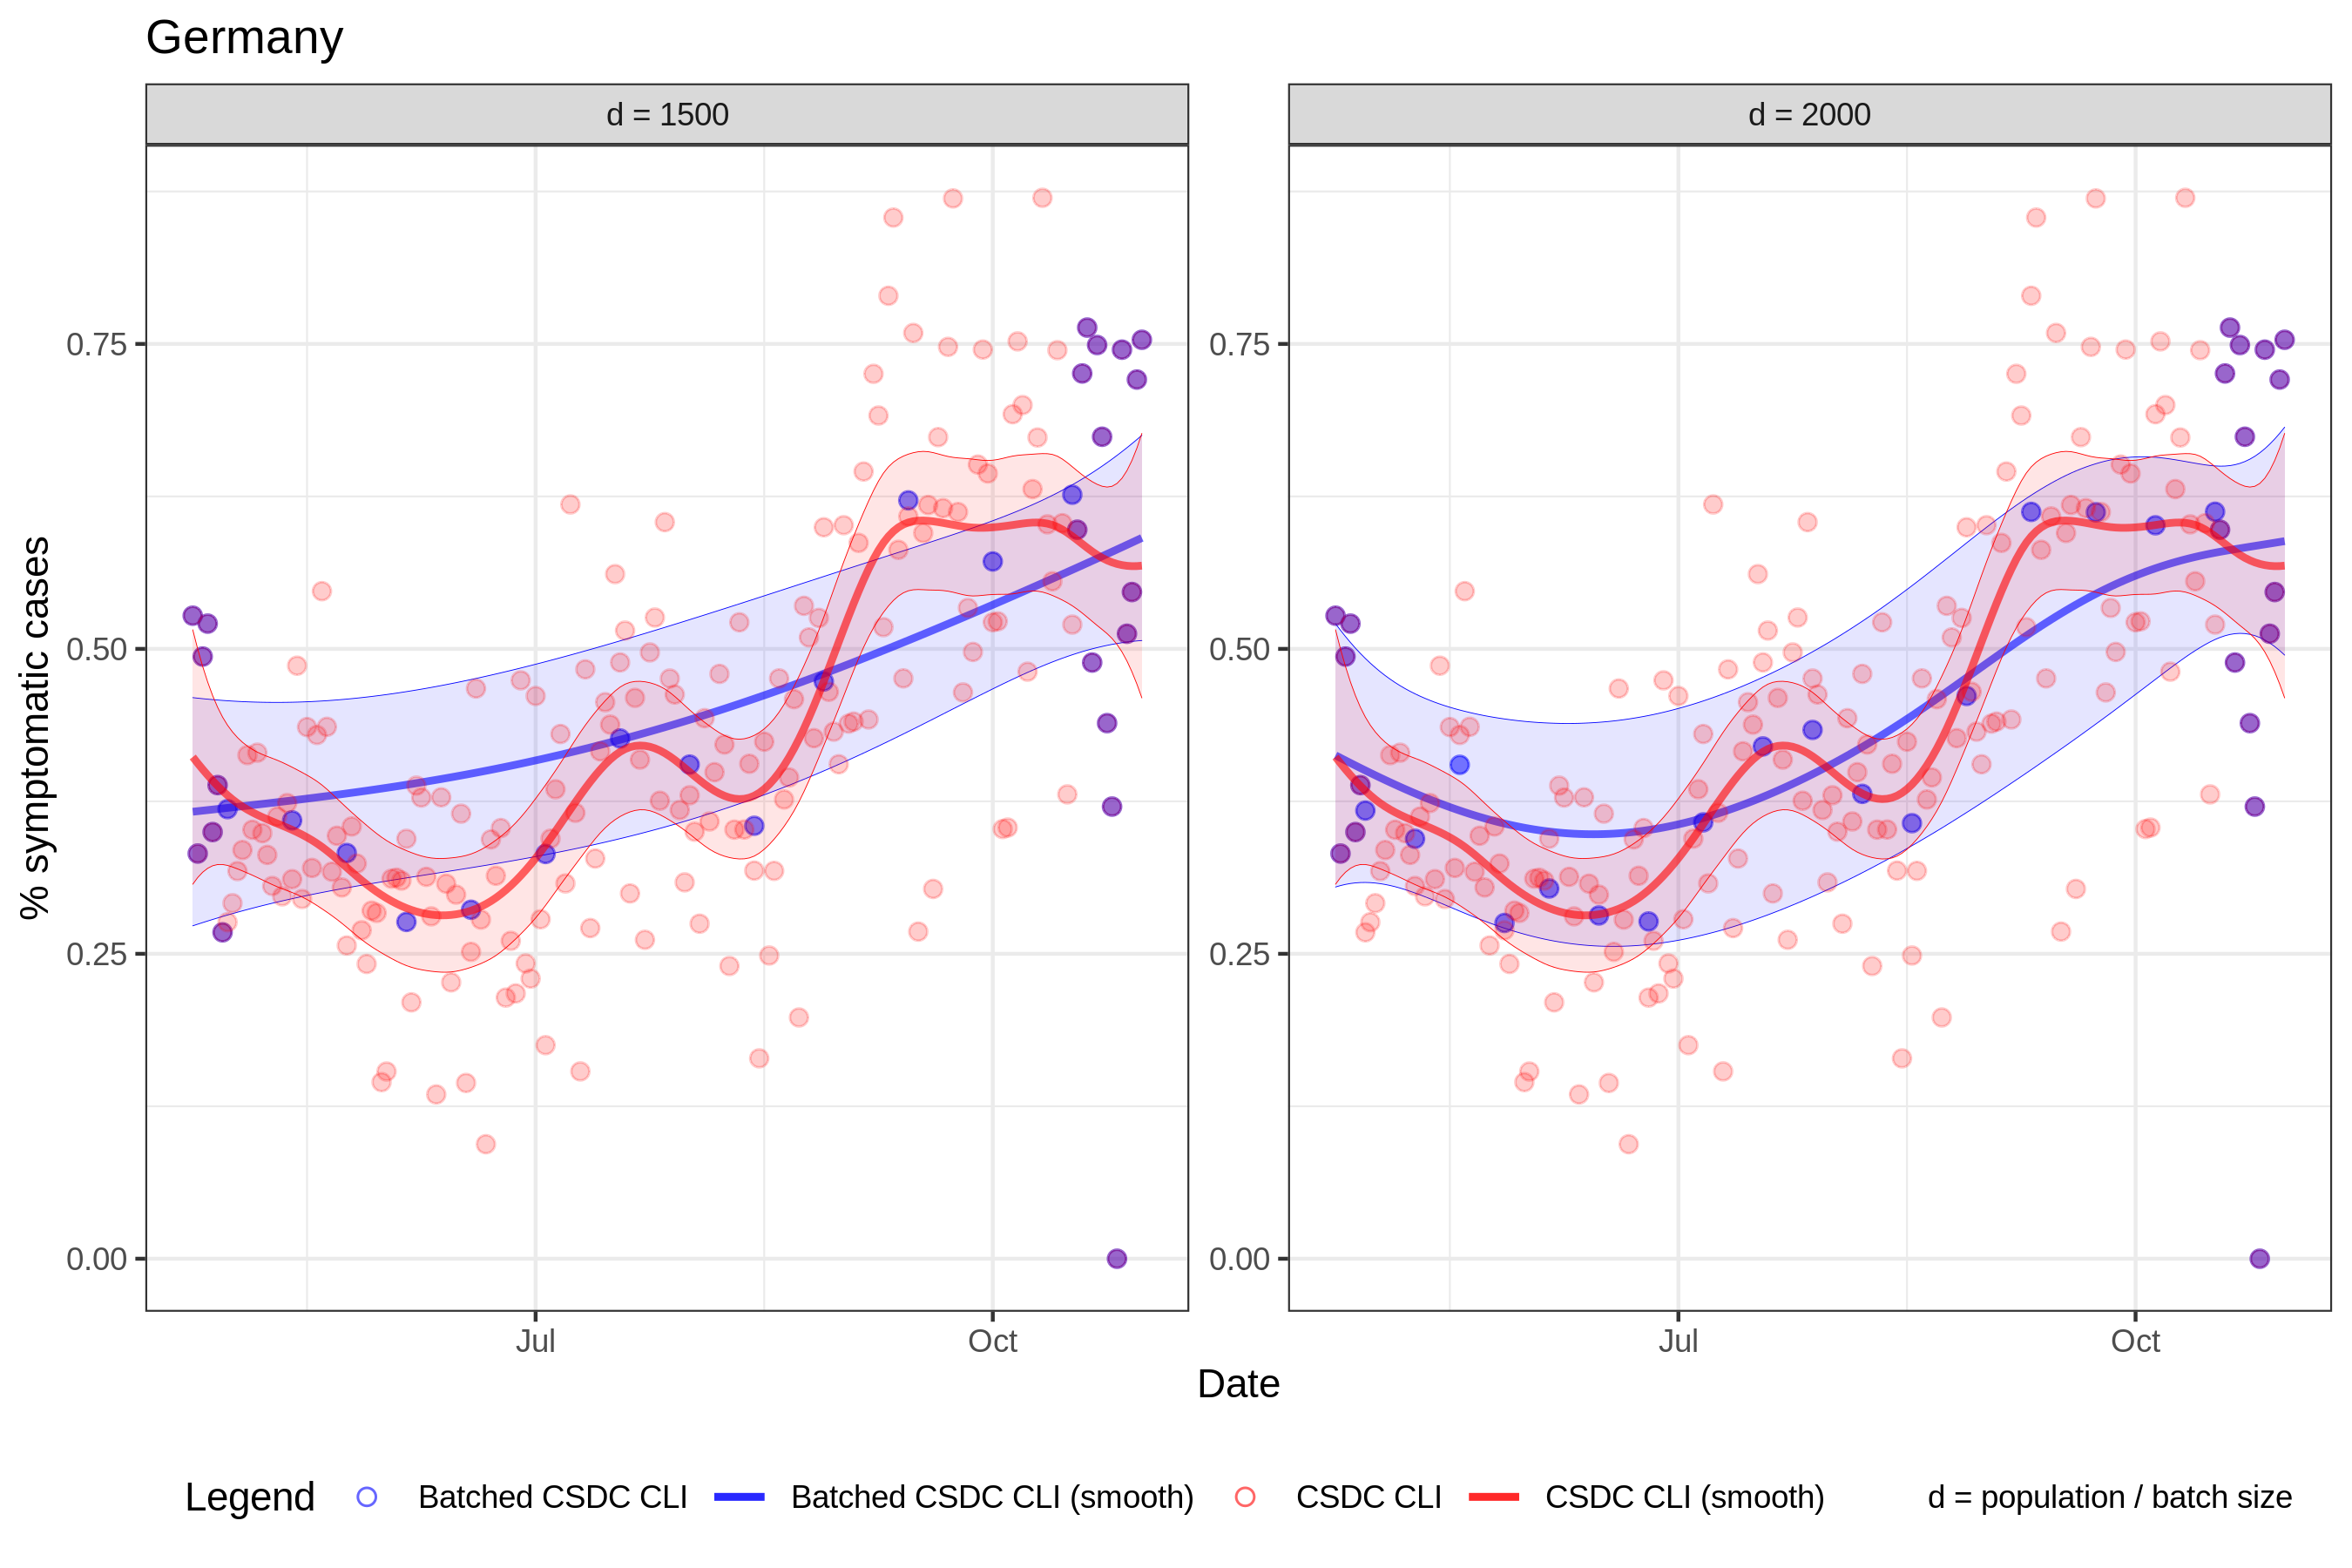 Germany
d = 1500
d = 2000
% symptomatic cases
0.75
0.50
0.25
0.00
0.75
0.50
0.25
0.00
Jul
Oct
Jul
Oct
Date
Legend Batched CSDC CLI Batched CSDC CLI (smooth) CSDC CLI CSDC CLI (smooth) d = population / batch size